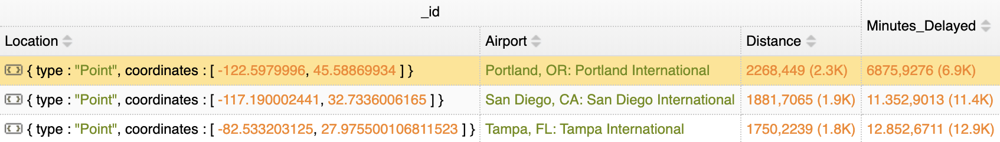 _id
Minutes_Delayed
Location Airport Distance
{ type : "Point", coordinates : [ -122.5979996, 45.58869934 ] } Portland, OR: Portland International 2268,449 (2.3K) 6875,9276 (6.9K)
{ type : "Point", coordinates : [ -117.190002441, 32.7336006165 ] } San Diego, CA: San Diego International 1881,7065 (1.9K) 11.352,9013 (11.4K)
{ type : "Point", coordinates : [ -82.533203125, 27.975500106811523 ] } Tampa, FL: Tampa International 1750,2239 (1.8K) 12.852,6711 (12.9K)